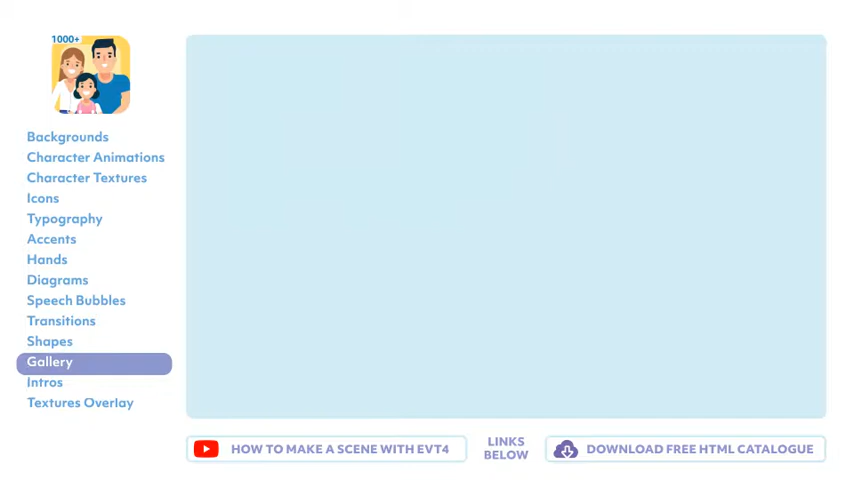 1000+
Backgrounds
Character Animations
Character Textures
Icons
Typography
Accents
Hands
Diagrams
Speech Bubbles
Transitions
Shapes
Gallery
Intros
Textures Overlay
HOW TO MAKE A SCENE WITH EVT4
LINKS
BELOW
DOWNLOAD FREE HTML CATALOGUE